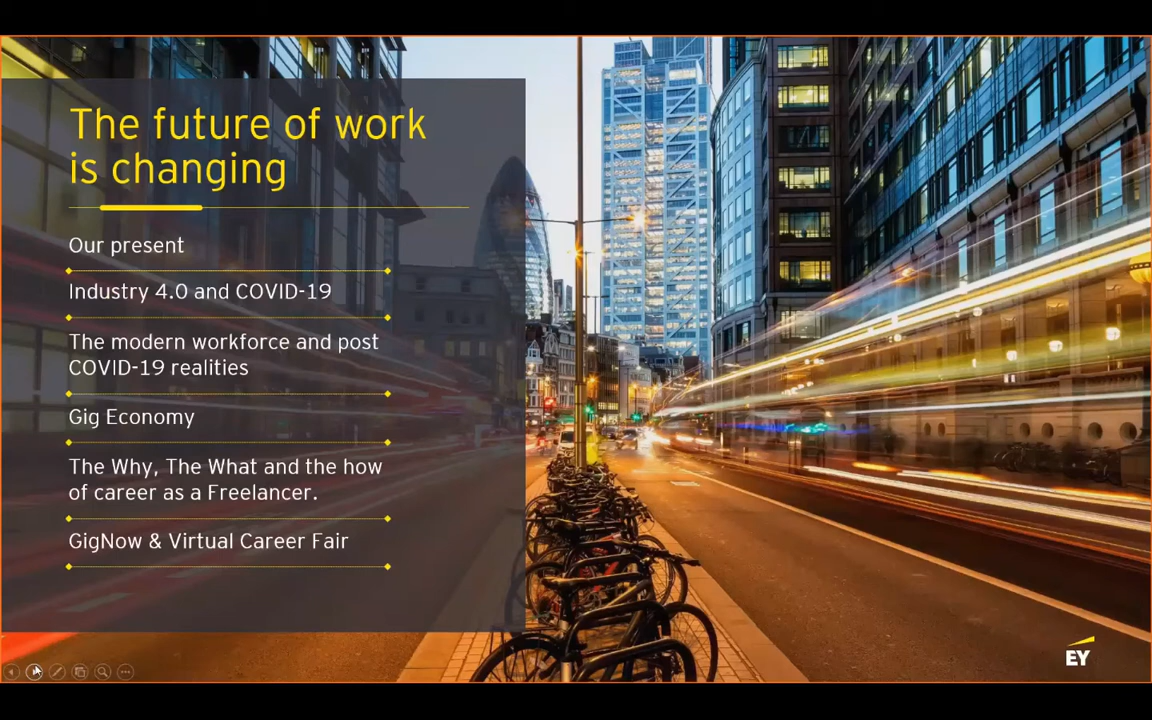 The future of work
is changing
Our present
Industry 4.0 and COVID-19
The modern workforce and post
COVID-19 realities
Gig Economy
The Why, The What and the how
of career as a Freelancer.
GigNow & Virtual Career Fair
EY